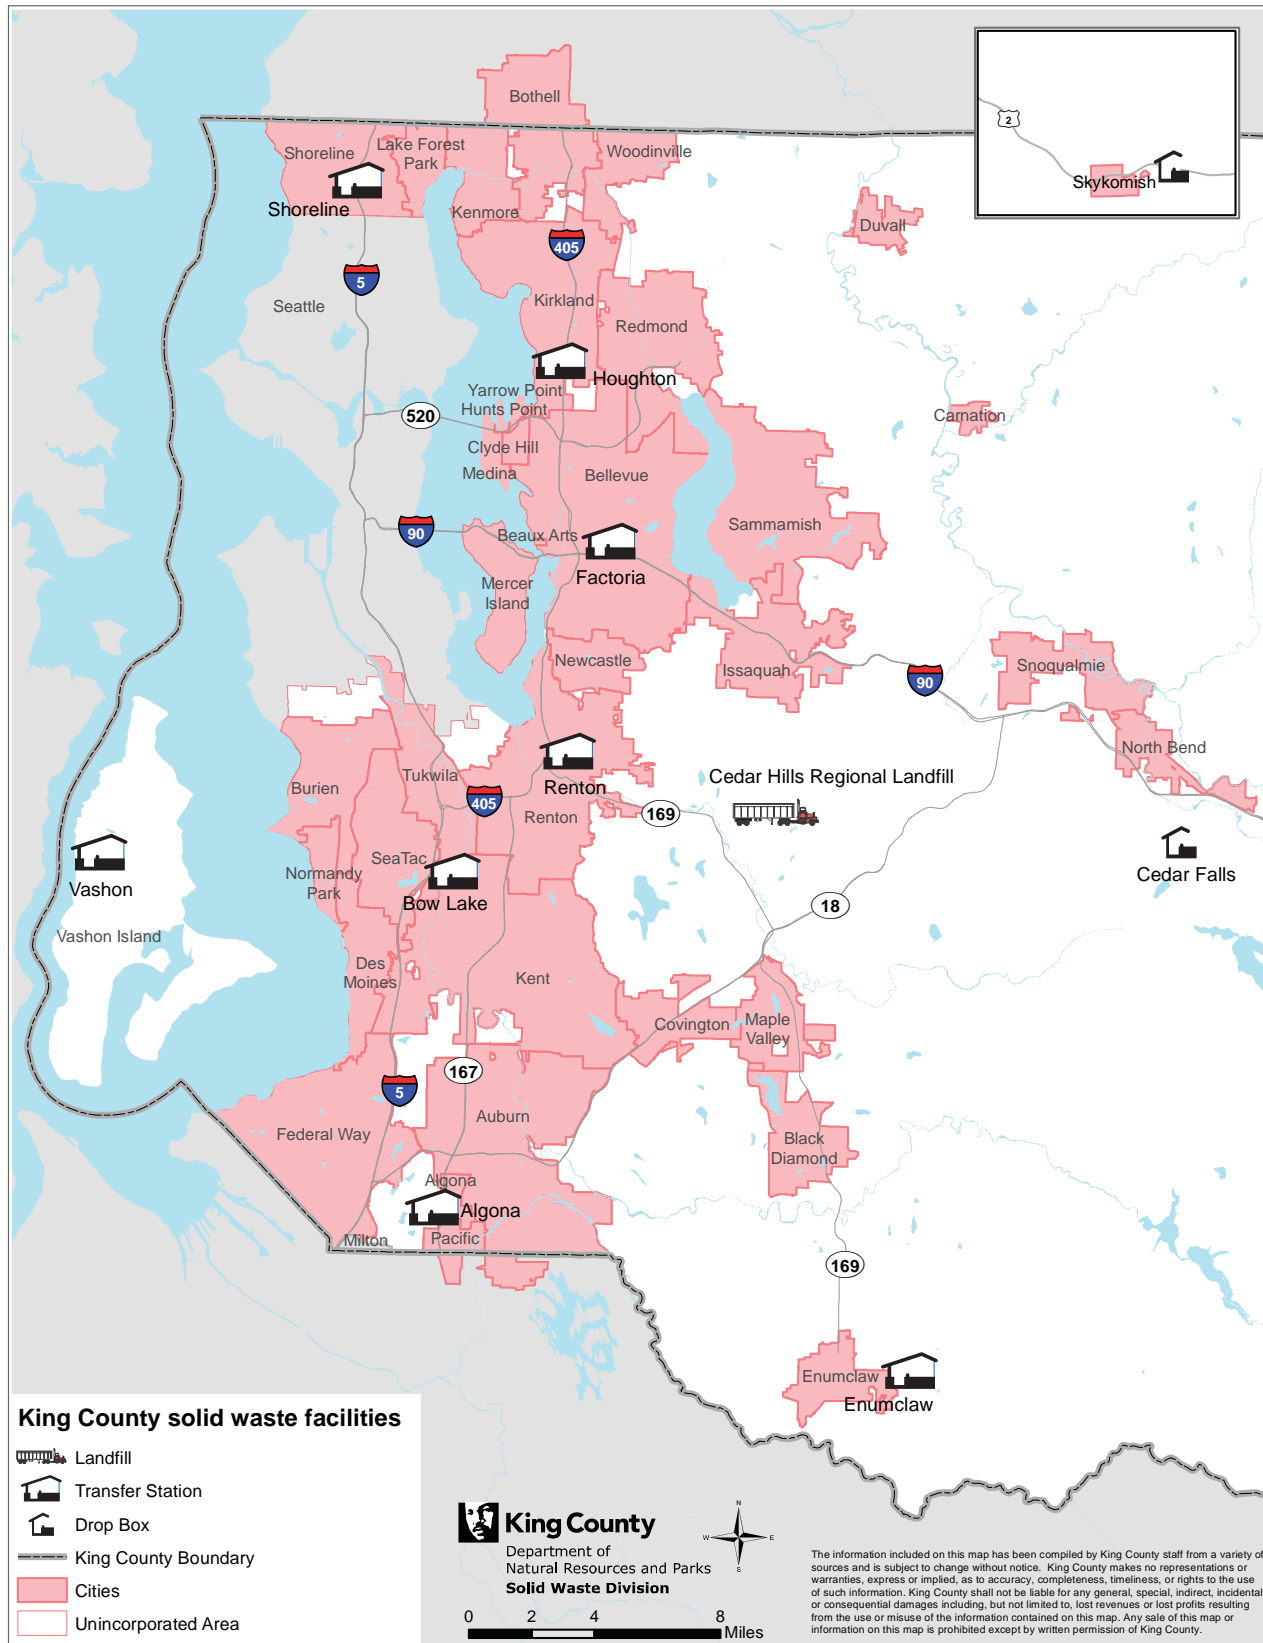 Bothell
Shoreline
Lake Forest
Park
Woodinville
Shoreline
Kenmore
2
Skykomish
Duvall
405
5
Seattle
Kirkland
Redmond
Houghton
Yarrow Point
Hunts Point
520
Carnation
Clyde Hill
Medina
Bellevue
Sammamish
90
Beaux Arts
Factoria
Mercer
Island
Newcastle
Issaquah
Snoqualmie
90
North Bend
Tukwila
Renton
Cedar Hills Regional Landfill
Burien
405
Renton
169
SeaTac
Normandy
Park
Vashon
Bow Lake
Cedar Falls
18
Vashon Island
Des
Moines
Kent
Covington
Maple
Valley
167
5
Auburn
Federal Way
Black
Diamond
Algona
Algona
Milton
Pacific
169
Enumclaw
Enumclaw
King County solid waste facilities
Landfill
Transfer Station
Drop Box
King County Boundary
Cities
Unincorporated Area
King County
Department of
Natural Resources and Parks
Solid Waste Division
N
W
E
S
0 2 4 8
Miles
The information included on this map has been compiled by King County staff from a variety of
sources and is subject to change without notice. King County makes no representations or
warranties, express or implied, as to accuracy, completeness, timeliness, or rights to the use
of such information. King County shall not be liable for any general, special, indirect, incidental,
or consequential damages including, but not limited to, lost revenues or lost profits resulting
from the use or misuse of the information contained on this map. Any sale of this map or
information on this map is prohibited except by written permission of King County.